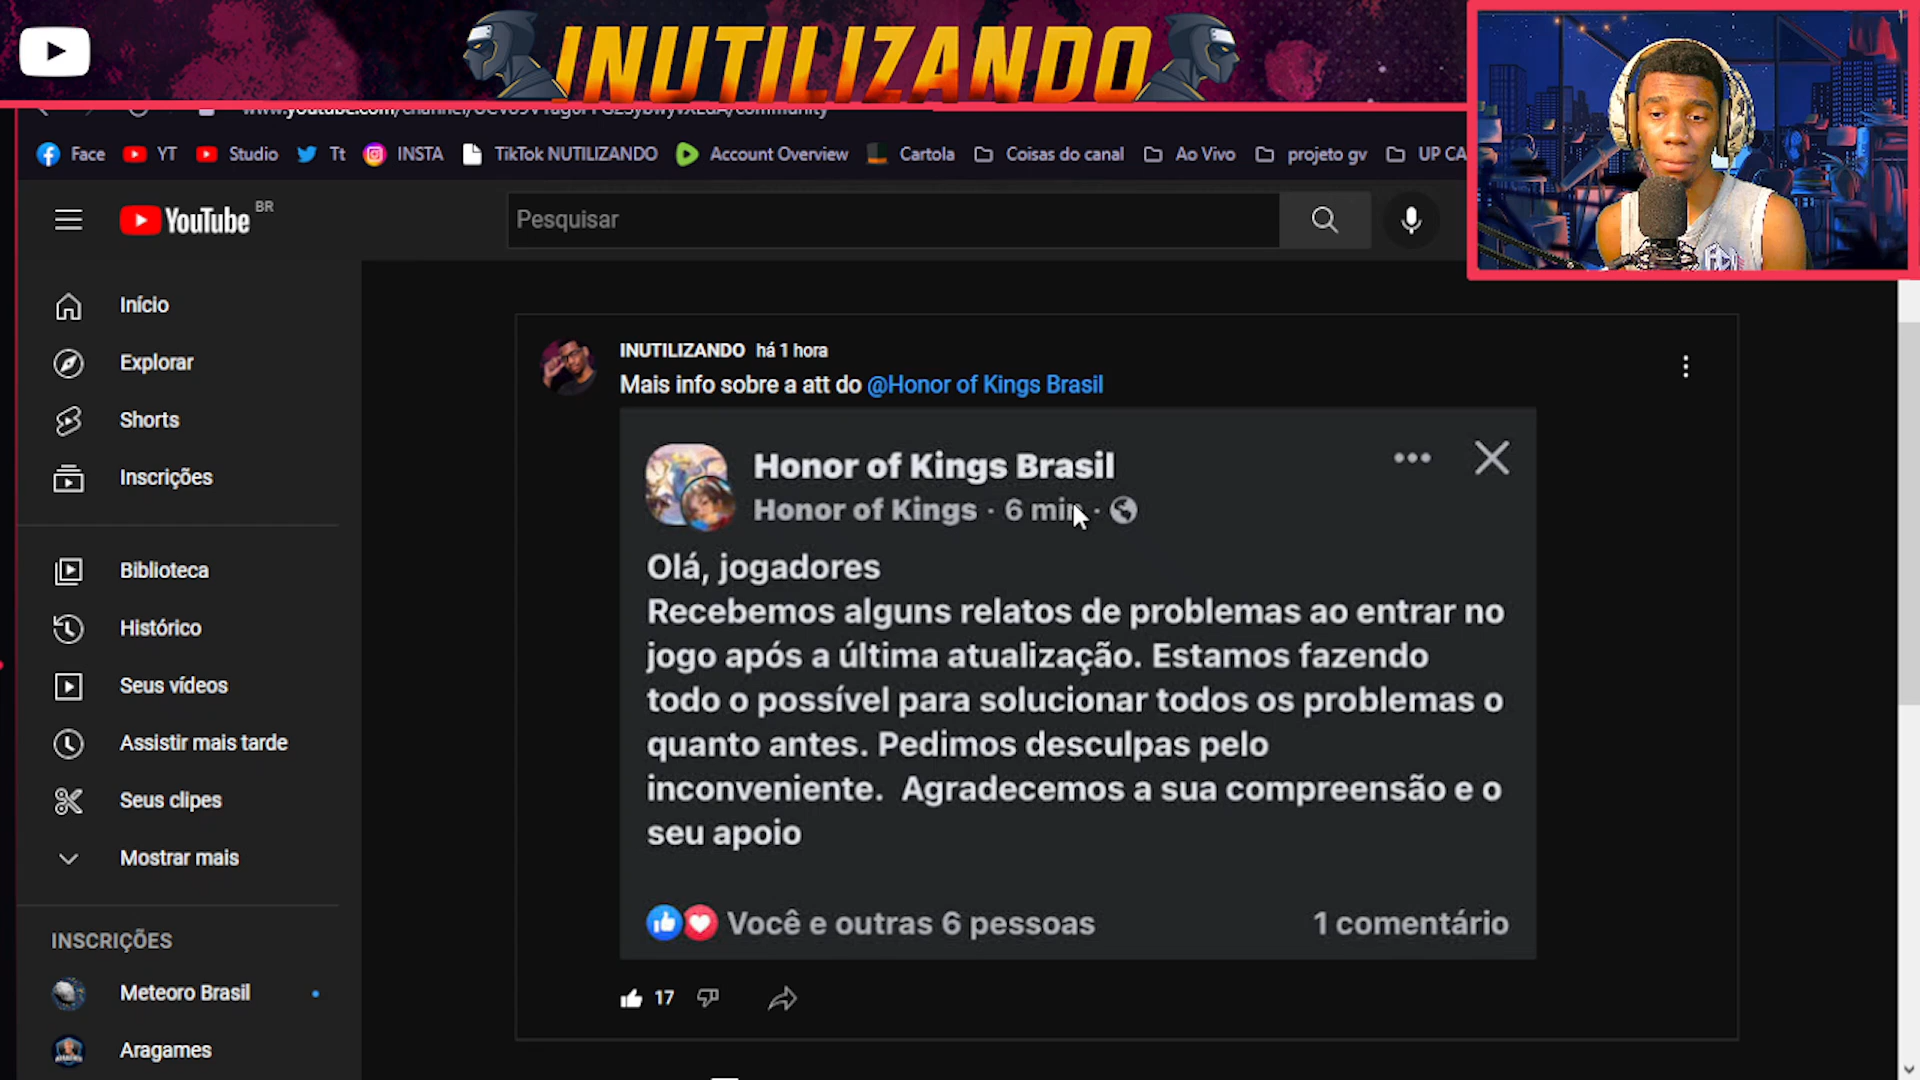 INUTILIZANDO
Face YT Studio Tt INSTA TikTok NUTILIZANDO Account Overview Cartola Coisas do canal Ao Vivo projeto gv UP CA
YouTube BR
Pesquisar
Início
Explorar
Shorts
Inscrições
Biblioteca
Histórico
Seus vídeos
Assistir mais tarde
Seus clipes
Mostrar mais
INSCRIÇÕES
Meteoro Brasil
Aragames
INUTILIZANDO há 1 hora
Mais info sobre a att do @Honor of Kings Brasil
Honor of Kings Brasil
Honor of Kings · 6 min ·
Olá, jogadores
Recebemos alguns relatos de problemas ao entrar no
jogo após a última atualização. Estamos fazendo
todo o possível para solucionar todos os problemas o
quanto antes. Pedimos desculpas pelo
inconveniente. Agradecemos a sua compreensão e o
seu apoio
Você e outras 6 pessoas 1 comentário
17